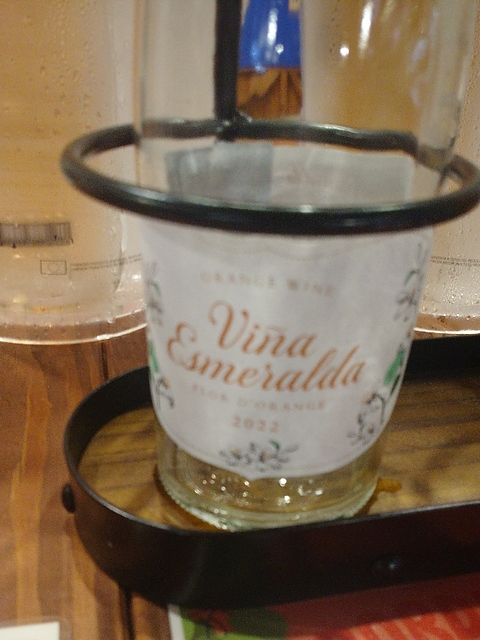 ORANGE WINE
Viña
Esmeralda
FLOR D'ORANGE
2022